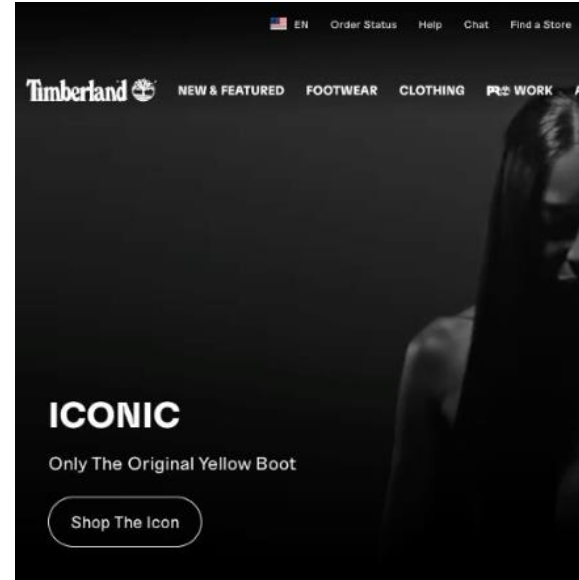 EN Order Status Help Chat Find a Store
Timberland NEW & FEATURED FOOTWEAR CLOTHING PRO WORK
ICONIC
Only The Original Yellow Boot
Shop The Icon